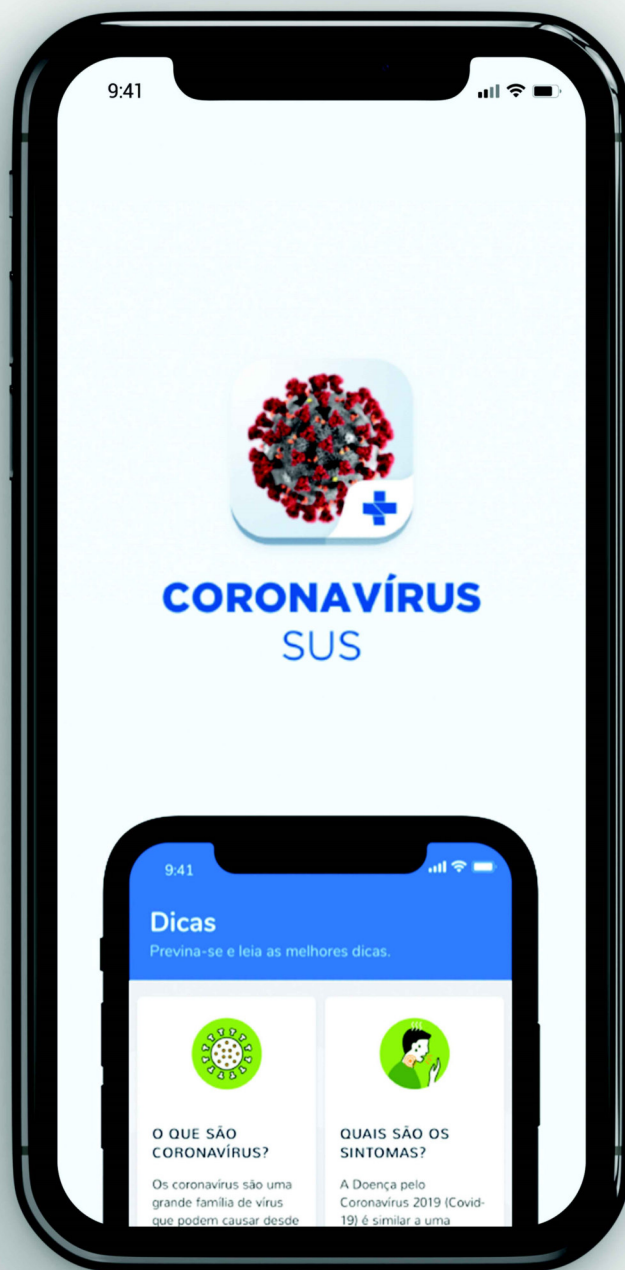 9:41
CORONAVÍRUS
SUS
9:41
Dicas
Previna-se e leia as melhores dicas.
O QUE SÃO
CORONAVÍRUS?
Os coronavírus são uma
grande família de vírus
que podem causar desde
QUAIS SÃO OS
SINTOMAS?
A Doença pelo
Coronavírus 2019 (Covid-
19) é similar a uma